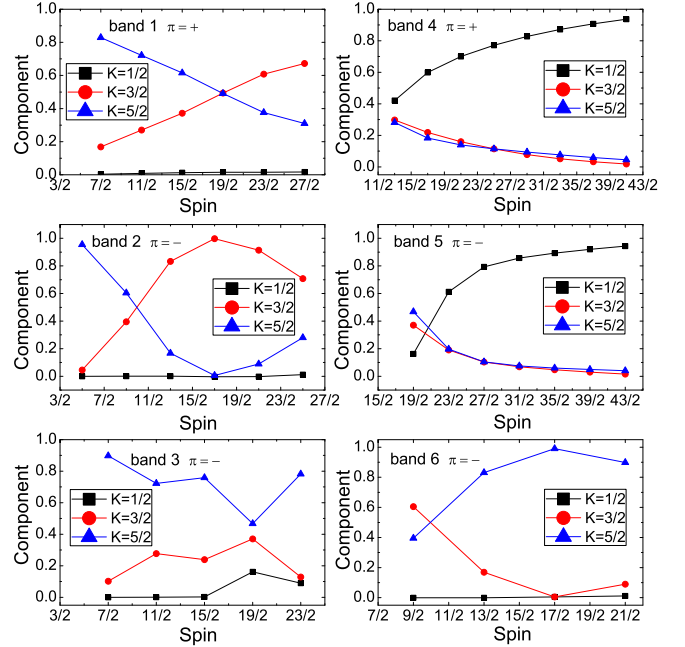 band 1 π=+
Component
1.0
0.8
0.6
0.4
0.2
0.0
K=1/2
K=3/2
K=5/2
3/2 7/2 11/2 15/2 19/2 23/2 27/2
Spin
band 4 π=+
Component
1.0
0.8
0.6
0.4
0.2
0.0
K=1/2
K=3/2
K=5/2
11/2 15/2 19/2 23/2 27/2 31/2 35/2 39/2 43/2
Spin
band 2 π=−
Component
1.0
0.8
0.6
0.4
0.2
0.0
K=1/2
K=3/2
K=5/2
3/2 7/2 11/2 15/2 19/2 23/2 27/2
Spin
band 5 π=−
Component
1.0
0.8
0.6
0.4
0.2
0.0
K=1/2
K=3/2
K=5/2
15/2 19/2 23/2 27/2 31/2 35/2 39/2 43/2
Spin
band 3 π=−
Component
1.0
0.8
0.6
0.4
0.2
0.0
K=1/2
K=3/2
K=5/2
3/2 7/2 11/2 15/2 19/2 23/2
Spin
band 6 π=−
Component
1.0
0.8
0.6
0.4
0.2
0.0
K=1/2
K=3/2
K=5/2
7/2 9/2 11/2 13/2 15/2 17/2 19/2 21/2
Spin